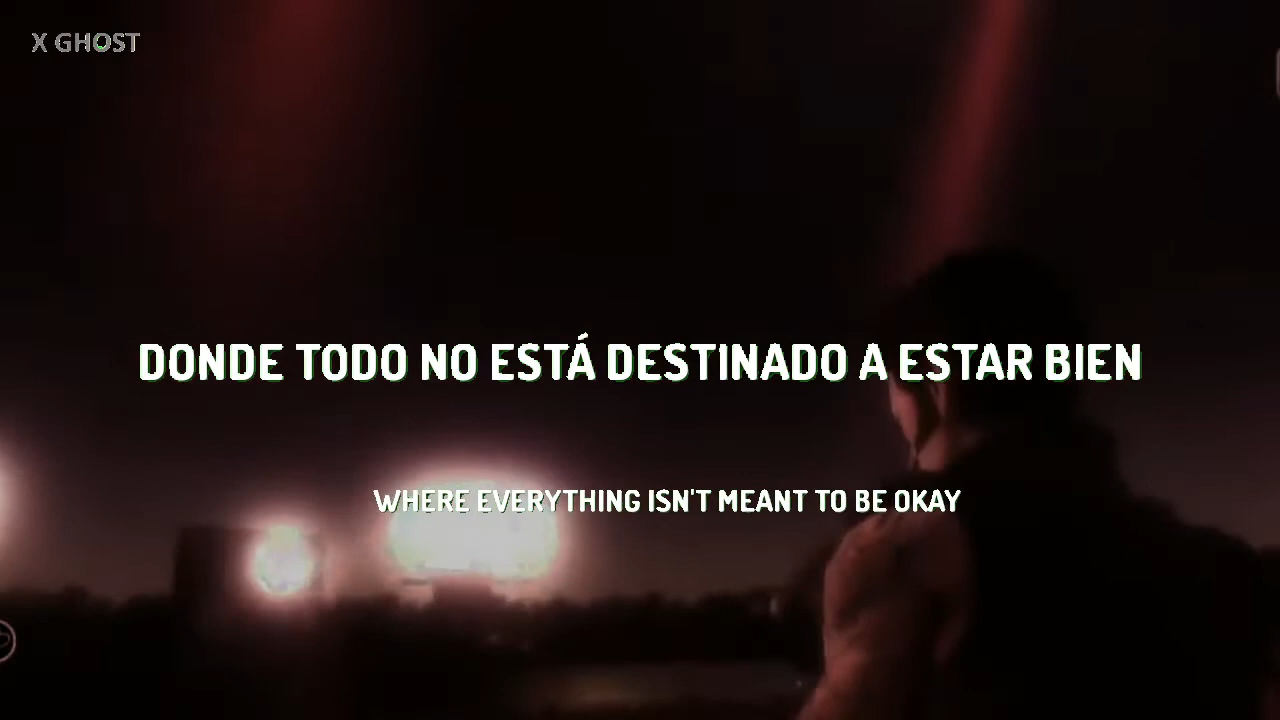 X GHOST
DONDE TODO NO ESTÁ DESTINADO A ESTAR BIEN
WHERE EVERYTHING ISN'T MEANT TO BE OKAY